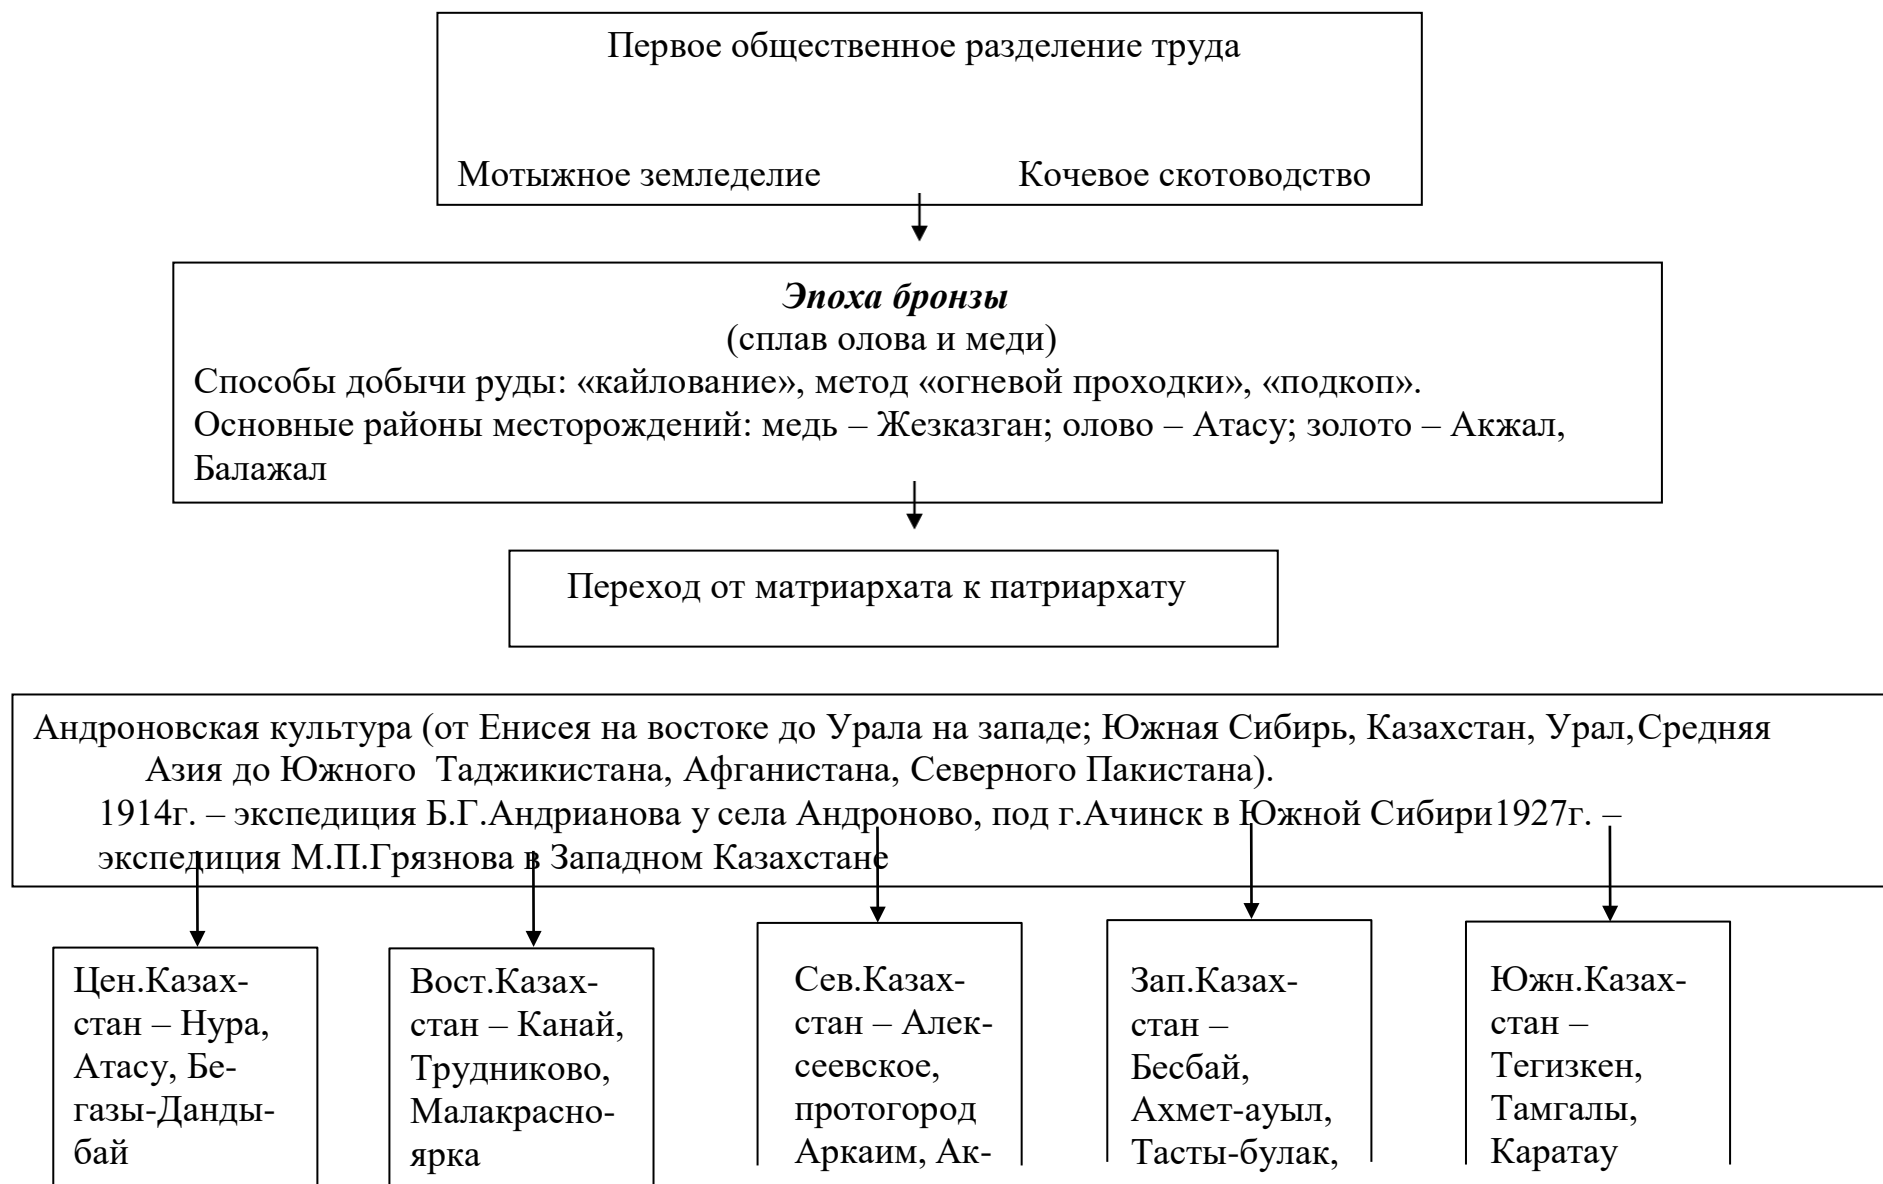 Первое общественное разделение труда
Мотыжное земледелие Кочевое скотоводство
Эпоха бронзы
(сплав олова и меди)
Способы добычи руды: «кайлование», метод «огневой проходки», «подкоп».
Основные районы месторождений: медь – Жезказган; олово – Атасу; золото – Акжал,
Балажал
Переход от матриархата к патриархату
Андроновская культура (от Енисея на востоке до Урала на западе; Южная Сибирь, Казахстан, Урал,Средняя
Азия до Южного Таджикистана, Афганистана, Северного Пакистана).
1914г. – экспедиция Б.Г.Андрианова у села Андроново, под г.Ачинск в Южной Сибири1927г. –
экспедиция М.П.Грязнова в Западном Казахстане
Цен.Казах-
стан – Нура,
Атасу, Бе-
газы-Данды-
бай
Вост.Казах-
стан – Канай,
Трудниково,
Малакрасно-
ярка
Сев.Казах-
стан – Алек-
сеевское,
протогород
Аркаим, Ак-
Зап.Казах-
стан –
Бесбай,
Ахмет-ауыл,
Тасты-булак,
Южн.Казах-
стан –
Тегизкен,
Тамгалы,
Каратау